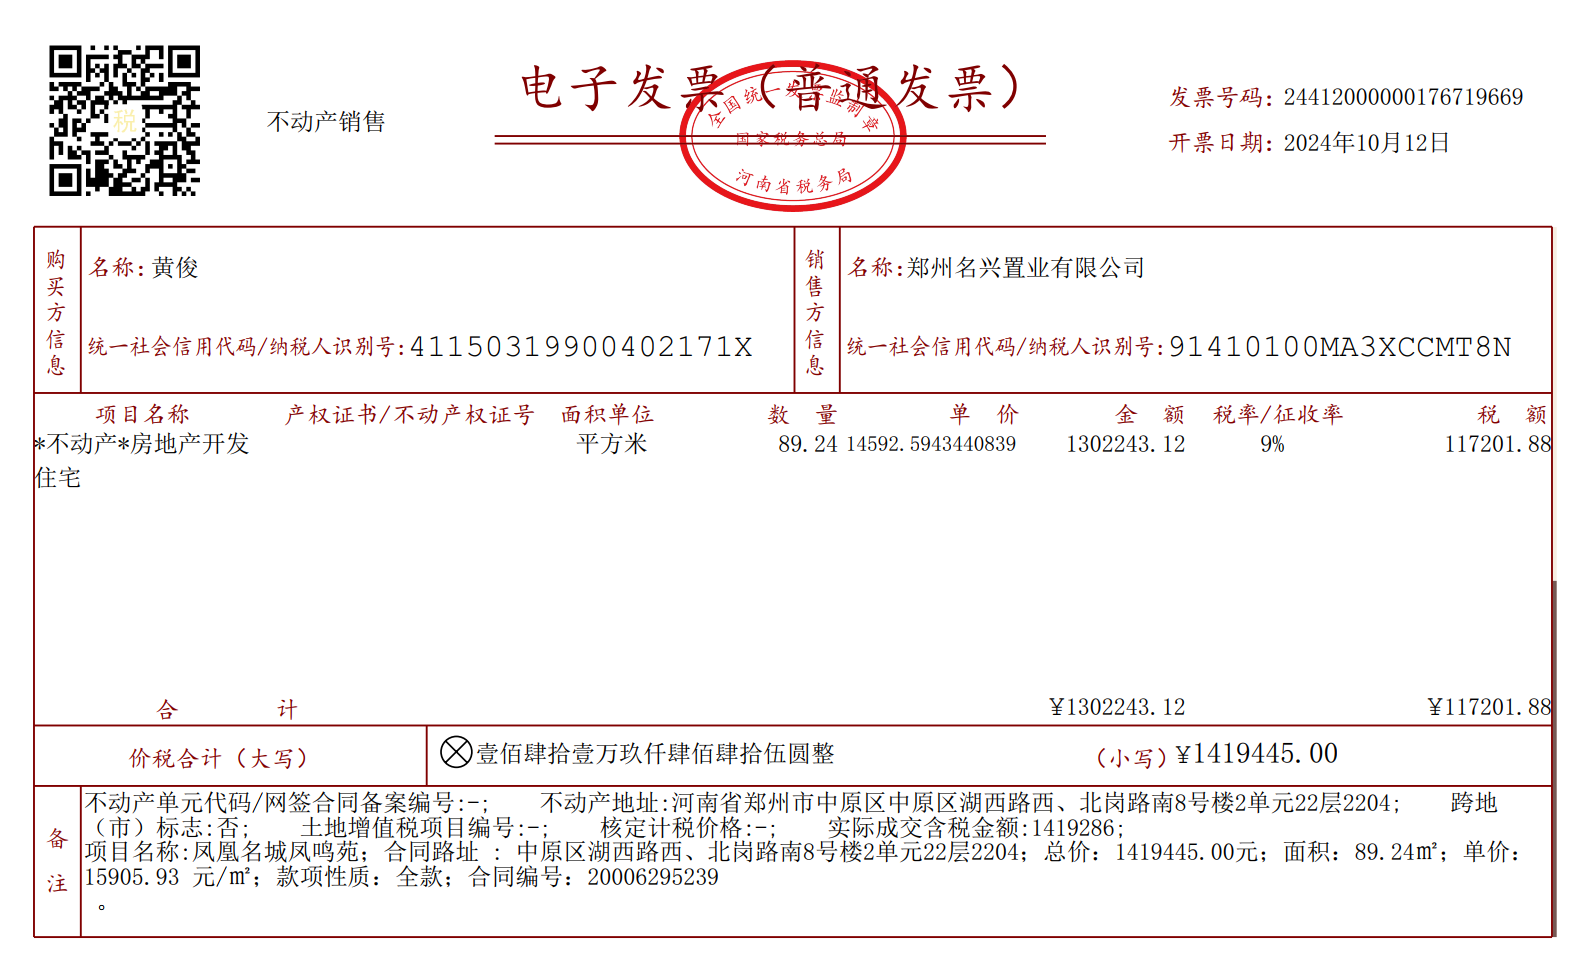 税
不动产销售
电子发票（普通发票）
全国统一发票监制章
国家税务总局
河南省税务局
发票号码：24412000000176719669
开票日期：2024年10月12日
购买方信息
名称：黄俊
统一社会信用代码/纳税人识别号：41150319900402171X
销售方信息
名称：郑州名兴置业有限公司
统一社会信用代码/纳税人识别号：91410100MA3XCCMT8N
项目名称 产权证书/不动产权证号 面积单位 数 量 单 价 金 额 税率/征收率 税 额
*不动产*房地产开发 平方米 89.24 14592.5943440839 1302243.12 9% 117201.88
住宅
合 计 ¥1302243.12 ¥117201.88
价税合计（大写） 壹佰肆拾壹万玖仟肆佰肆拾伍圆整 （小写）¥1419445.00
备注
不动产单元代码/网签合同备案编号:-; 不动产地址:河南省郑州市中原区中原区湖西路西、北岗路南8号楼2单元22层2204; 跨地
（市）标志:否; 土地增值税项目编号:-; 核定计税价格:-; 实际成交含税金额:1419286;
项目名称:凤凰名城凤鸣苑；合同路址 : 中原区湖西路西、北岗路南8号楼2单元22层2204；总价：1419445.00元；面积：89.24㎡；单价：
15905.93 元/㎡；款项性质：全款；合同编号：20006295239
。